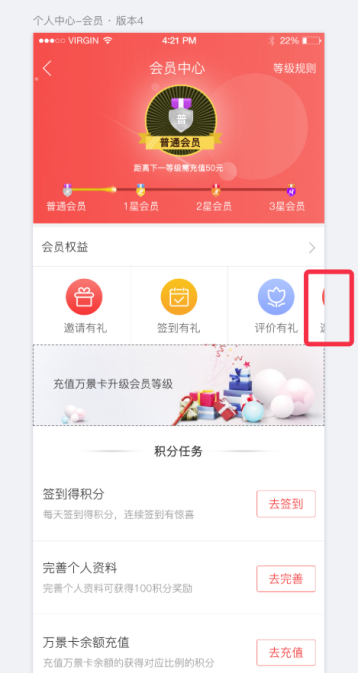 个人中心-会员 · 版本4
VIRGIN 4:21 PM 22%
会员中心 等级规则
普
普通会员
距离下一等级需充值50元
普通会员 1星会员 2星会员 3星会员
会员权益
邀请有礼 签到有礼 评价有礼
充值万景卡升级会员等级
积分任务
签到得积分
每天签到得积分，连续签到有惊喜
去签到
完善个人资料
完善个人资料可获得100积分奖励
去完善
万景卡余额充值
充值万景卡余额的获得对应比例的积分
去充值